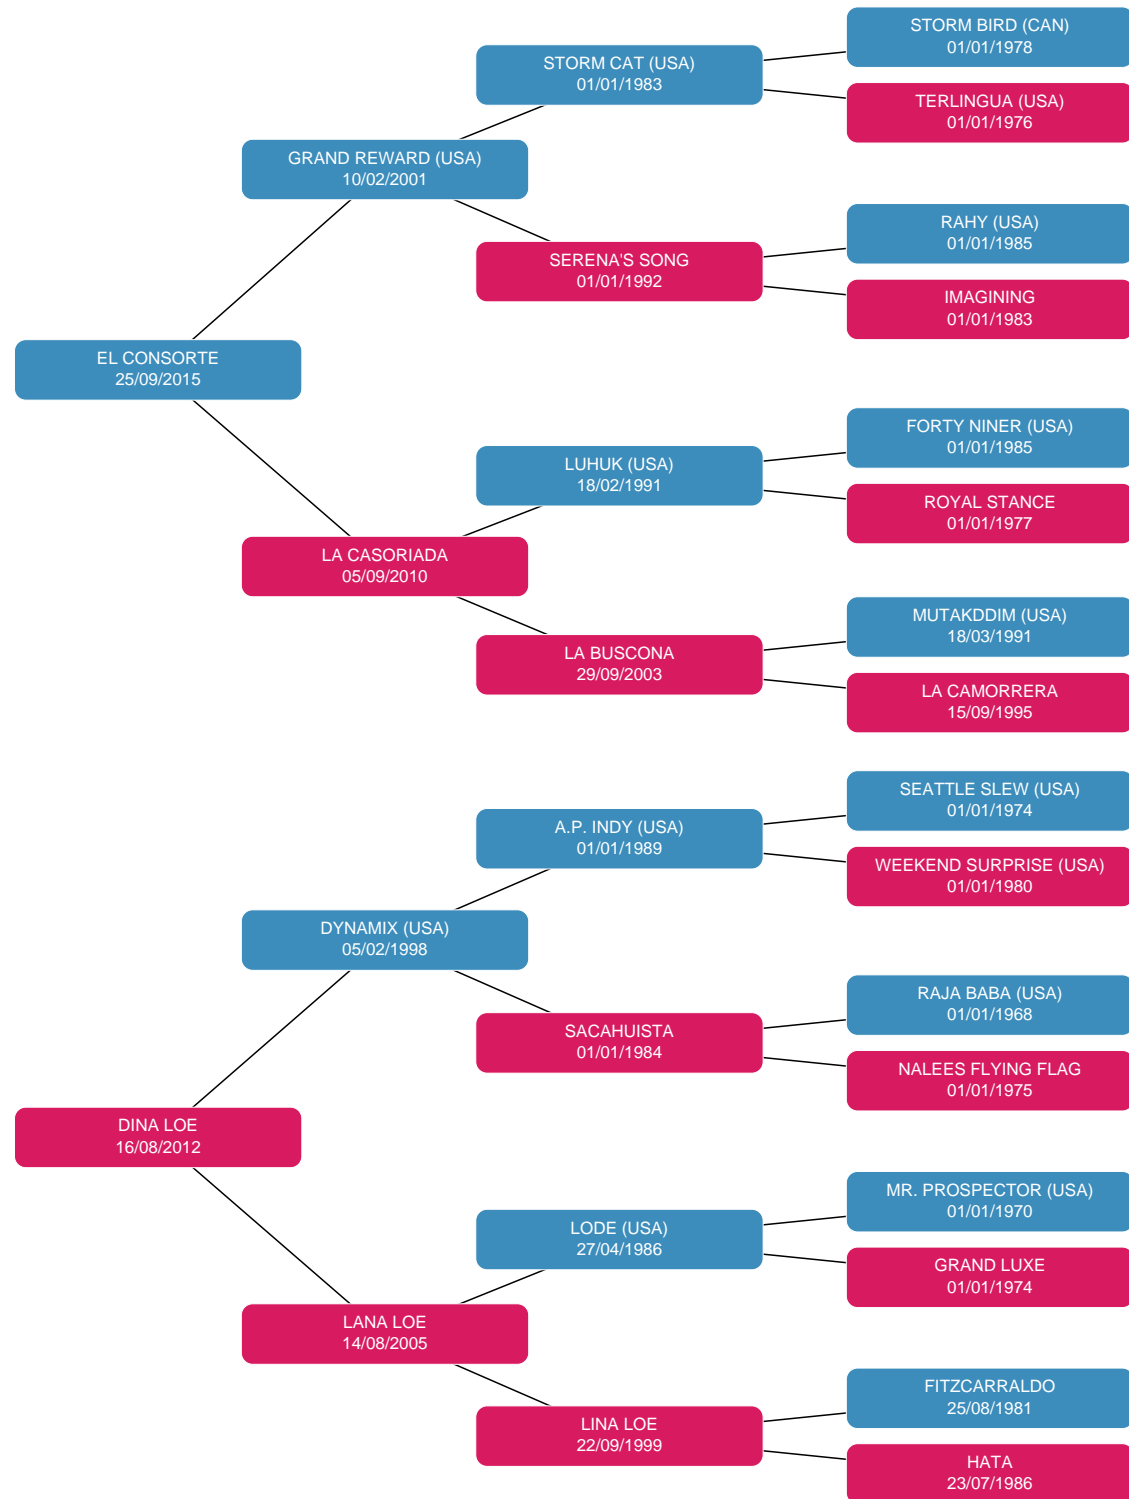 STORM BIRD (CAN)
01/01/1978
STORM CAT (USA)
01/01/1983
TERLINGUA (USA)
01/01/1976
GRAND REWARD (USA)
10/02/2001
RAHY (USA)
01/01/1985
SERENA'S SONG
01/01/1992
IMAGINING
01/01/1983
EL CONSORTE
25/09/2015
FORTY NINER (USA)
01/01/1985
LUHUK (USA)
18/02/1991
ROYAL STANCE
01/01/1977
LA CASORIADA
05/09/2010
MUTAKDDIM (USA)
18/03/1991
LA BUSCONA
29/09/2003
LA CAMORRERA
15/09/1995
SEATTLE SLEW (USA)
01/01/1974
A.P. INDY (USA)
01/01/1989
WEEKEND SURPRISE (USA)
01/01/1980
DYNAMIX (USA)
05/02/1998
RAJA BABA (USA)
01/01/1968
SACAHUISTA
01/01/1984
NALEES FLYING FLAG
01/01/1975
DINA LOE
16/08/2012
MR. PROSPECTOR (USA)
01/01/1970
LODE (USA)
27/04/1986
GRAND LUXE
01/01/1974
LANA LOE
14/08/2005
FITZCARRALDO
25/08/1981
LINA LOE
22/09/1999
HATA
23/07/1986